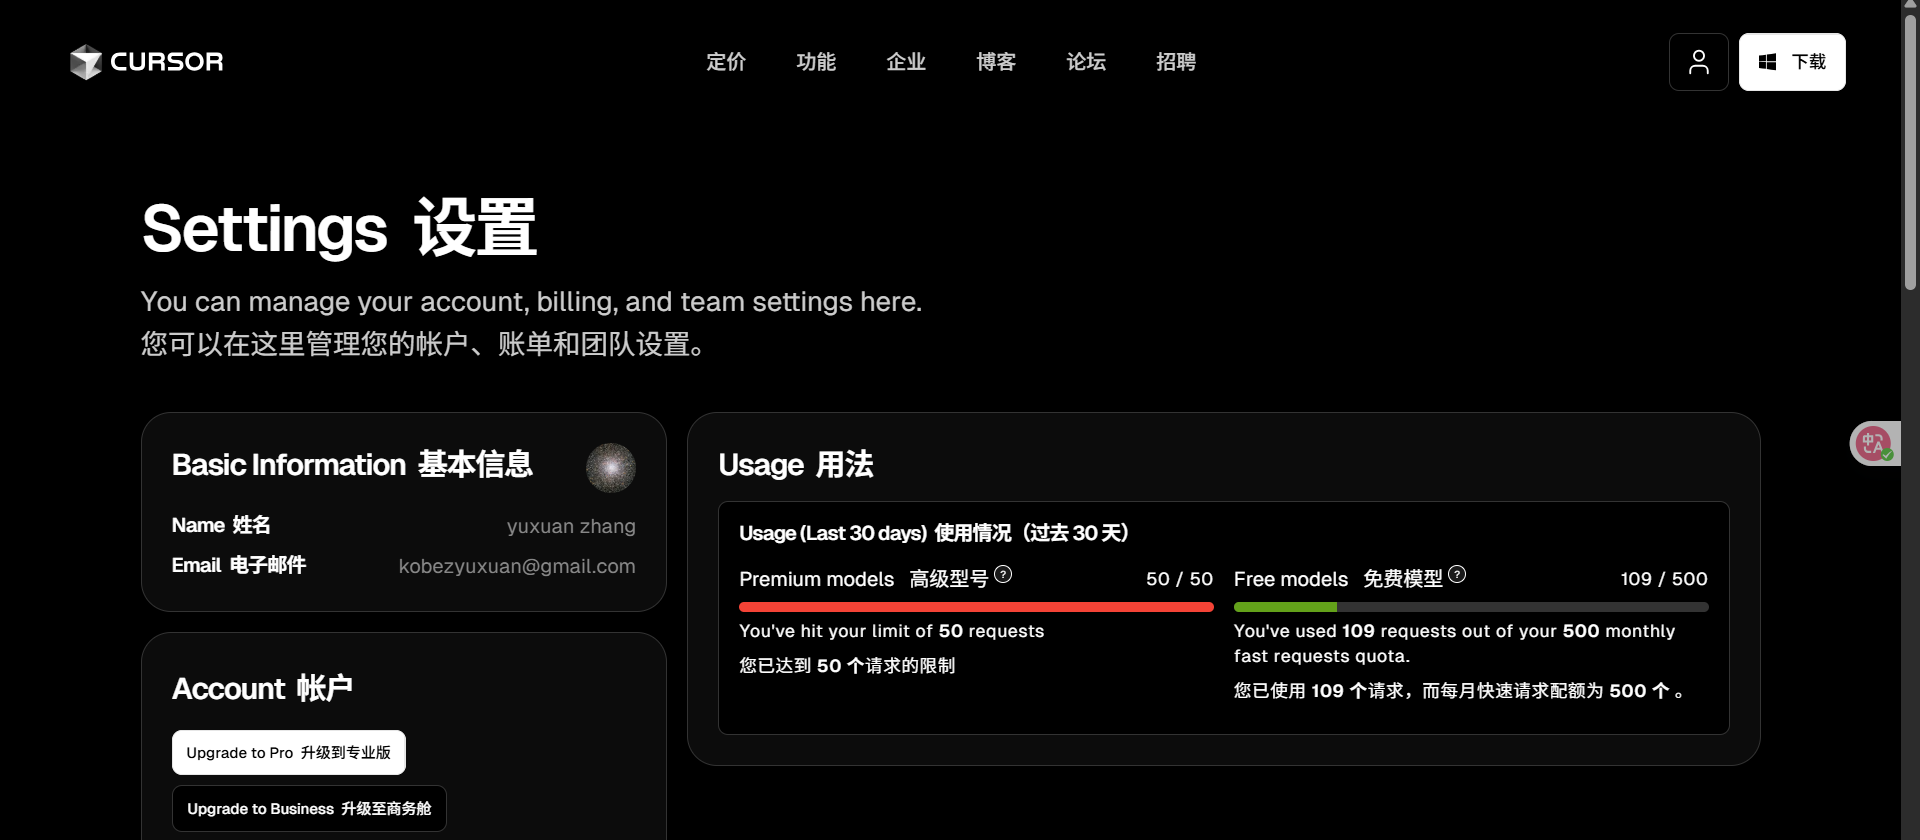 CURSOR
定价 功能 企业 博客 论坛 招聘
下载
Settings 设置
You can manage your account, billing, and team settings here.
您可以在这里管理您的帐户、账单和团队设置。
Basic Information 基本信息
Name 姓名 yuxuan zhang
Email 电子邮件 kobezyuxuan@gmail.com
Account 帐户
Upgrade to Pro 升级到专业版
Upgrade to Business 升级至商务舱
Usage 用法
Usage (Last 30 days) 使用情况（过去 30 天）
Premium models 高级型号 ? 50 / 50
You've hit your limit of 50 requests
您已达到 50 个请求的限制
Free models 免费模型 ? 109 / 500
You've used 109 requests out of your 500 monthly
fast requests quota.
您已使用 109 个请求，而每月快速请求配额为 500 个 。
中 A